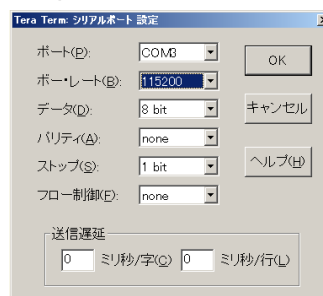 Tera Term: シリアルポート 設定
ポート(P): COM3
OK
ボー・レート(B): 115200
データ(D): 8 bit
キャンセル
パリティ(A): none
ストップ(S): 1 bit
ヘルプ(H)
フロー制御(F): none
送信遅延
0 ミリ秒/字(C) 0 ミリ秒/行(L)